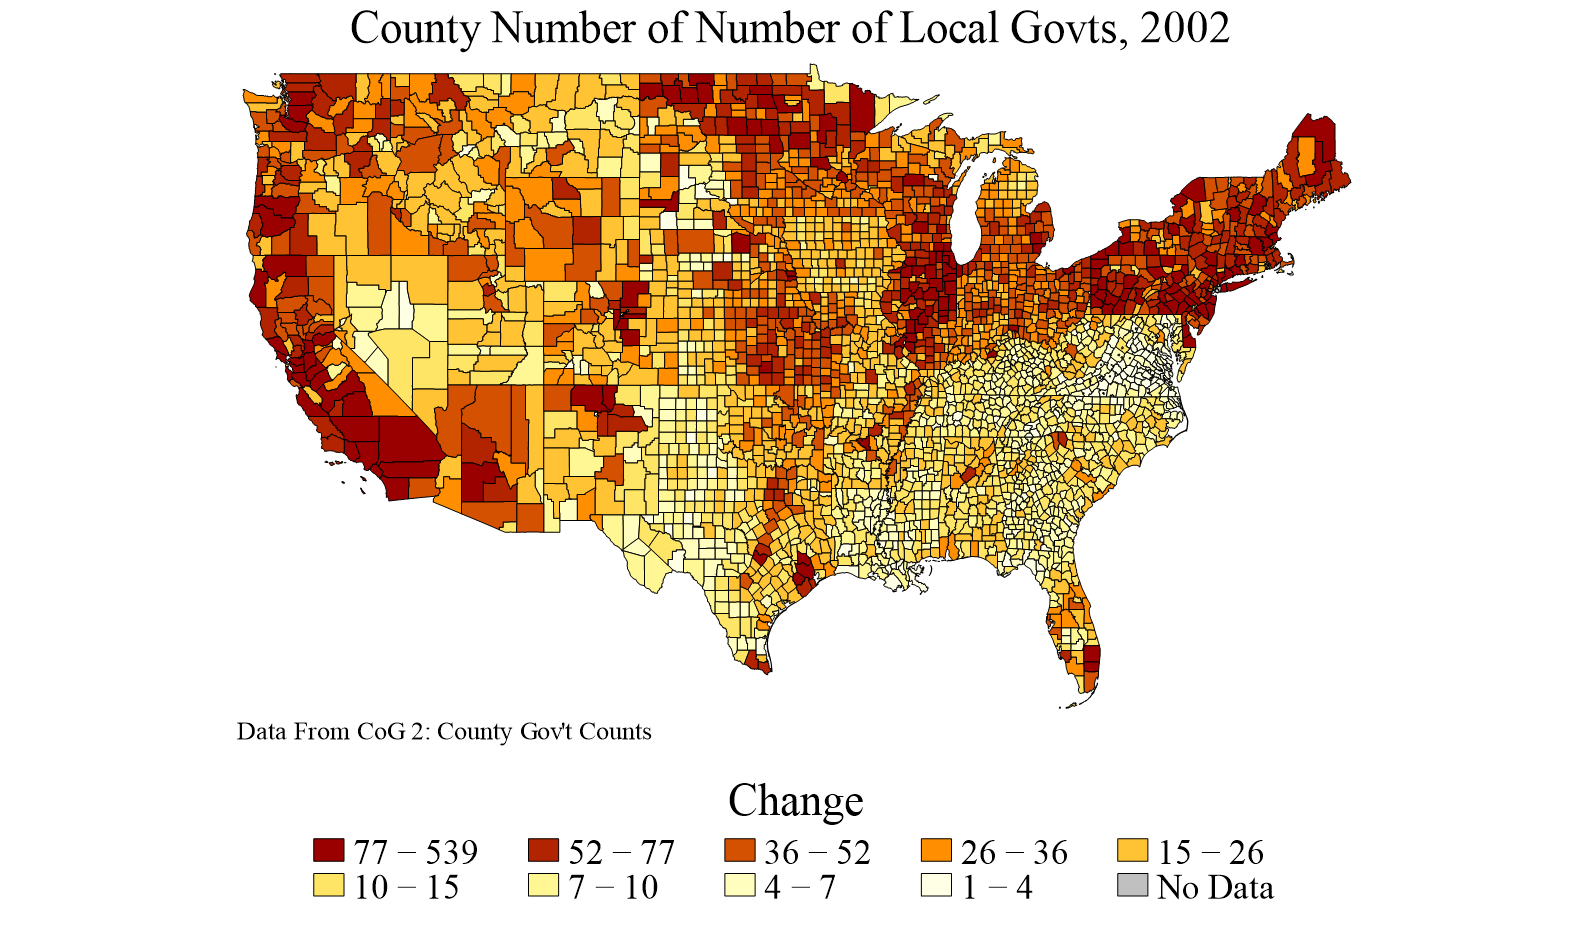 County Number of Number of Local Govts, 2002
Data From CoG 2: County Gov't Counts
Change
77 – 539 52 – 77 36 – 52 26 – 36 15 – 26
10 – 15 7 – 10 4 – 7 1 – 4 No Data